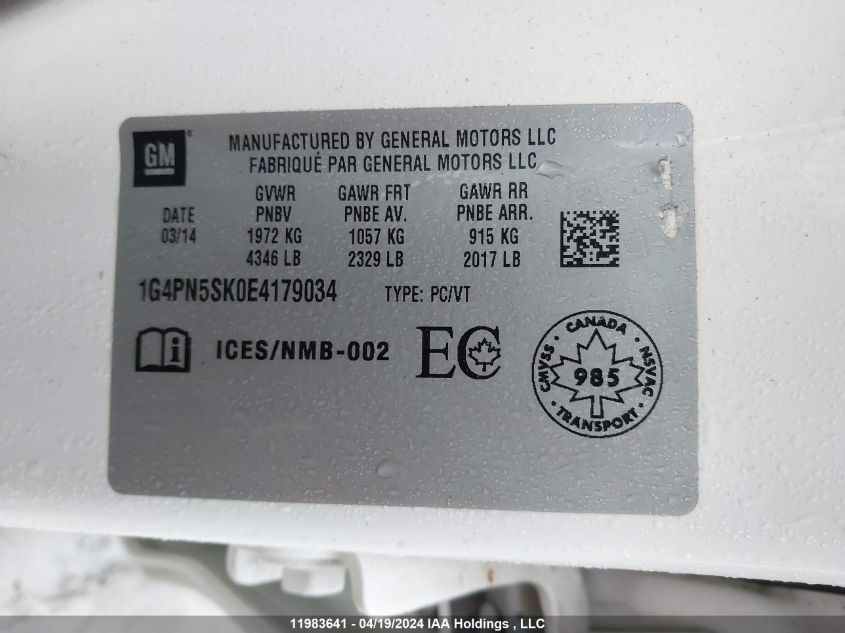 GM
MANUFACTURED BY GENERAL MOTORS LLC
FABRIQUÉ PAR GENERAL MOTORS LLC
GVWR GAWR FRT GAWR RR
DATE PNBV PNBE AV. PNBE ARR.
03/14 1972 KG 1057 KG 915 KG
4346 LB 2329 LB 2017 LB
1G4PN5SK0E4179034 TYPE: PC/VT
i ICES/NMB-002 EC
CANADA
CMVSS 985 NSVAC
TRANSPORT
11983641 - 04/19/2024 IAA Holdings , LLC